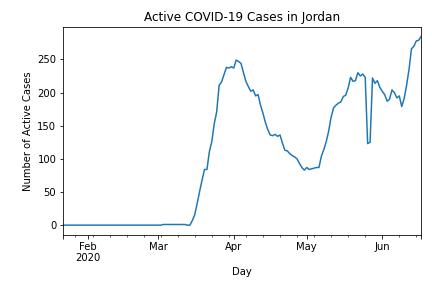 Active COVID-19 Cases in Jordan
250
200
150
100
50
0
Number of Active Cases
Feb
2020
Mar
Apr
May
Jun
Day